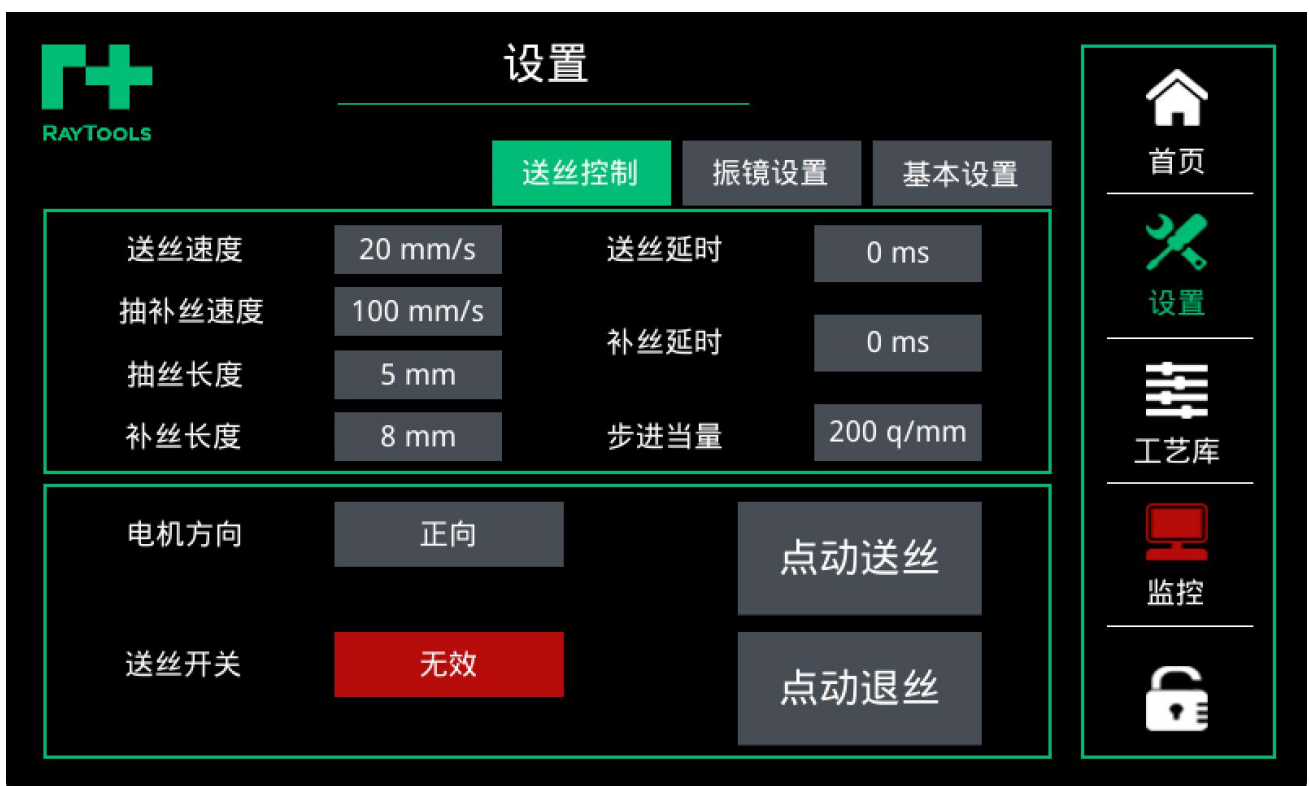 设置
RAYTOOLS
送丝控制 振镜设置 基本设置
送丝速度 20 mm/s 送丝延时 0 ms
抽补丝速度 100 mm/s
补丝延时 0 ms
抽丝长度 5 mm
补丝长度 8 mm 步进当量 200 q/mm
电机方向 正向 点动送丝
送丝开关 无效 点动退丝
首页
设置
工艺库
监控